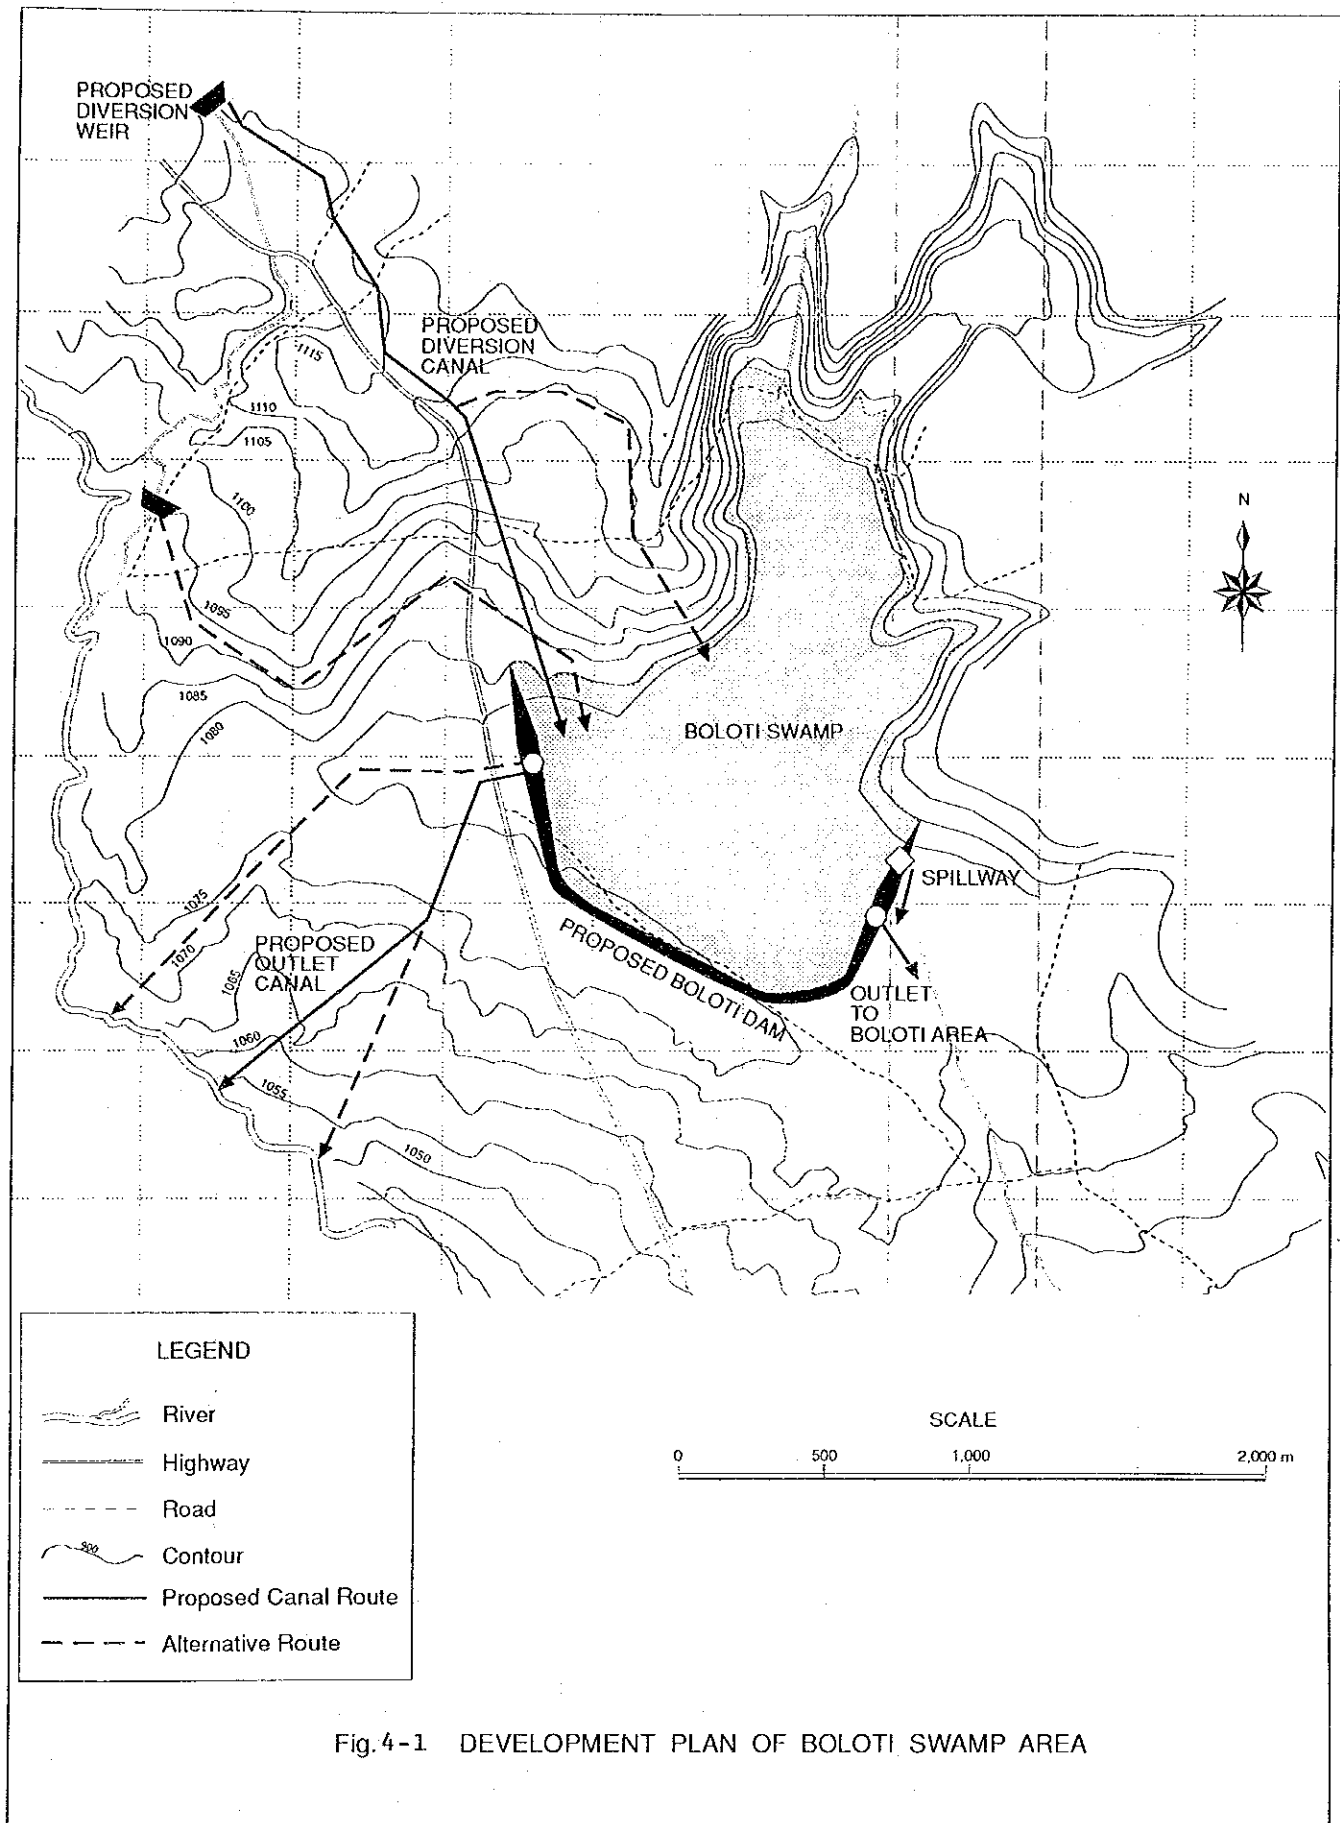 PROPOSED
DIVERSION
WEIR
PROPOSED
DIVERSION
CANAL
1115
1110
1105
1100
1095
1090
1085
1080
N
BOLOTI SWAMP
SPILLWAY
1075
1070
1065
PROPOSED
OUTLET
CANAL
PROPOSED BOLOTI DAM
OUTLET
TO
BOLOTI AREA
1060
1055
1050
LEGEND
River
Highway
Road
900
Contour
Proposed Canal Route
Alternative Route
SCALE
0 500 1,000 2,000 m
Fig. 4-1 DEVELOPMENT PLAN OF BOLOTI SWAMP AREA